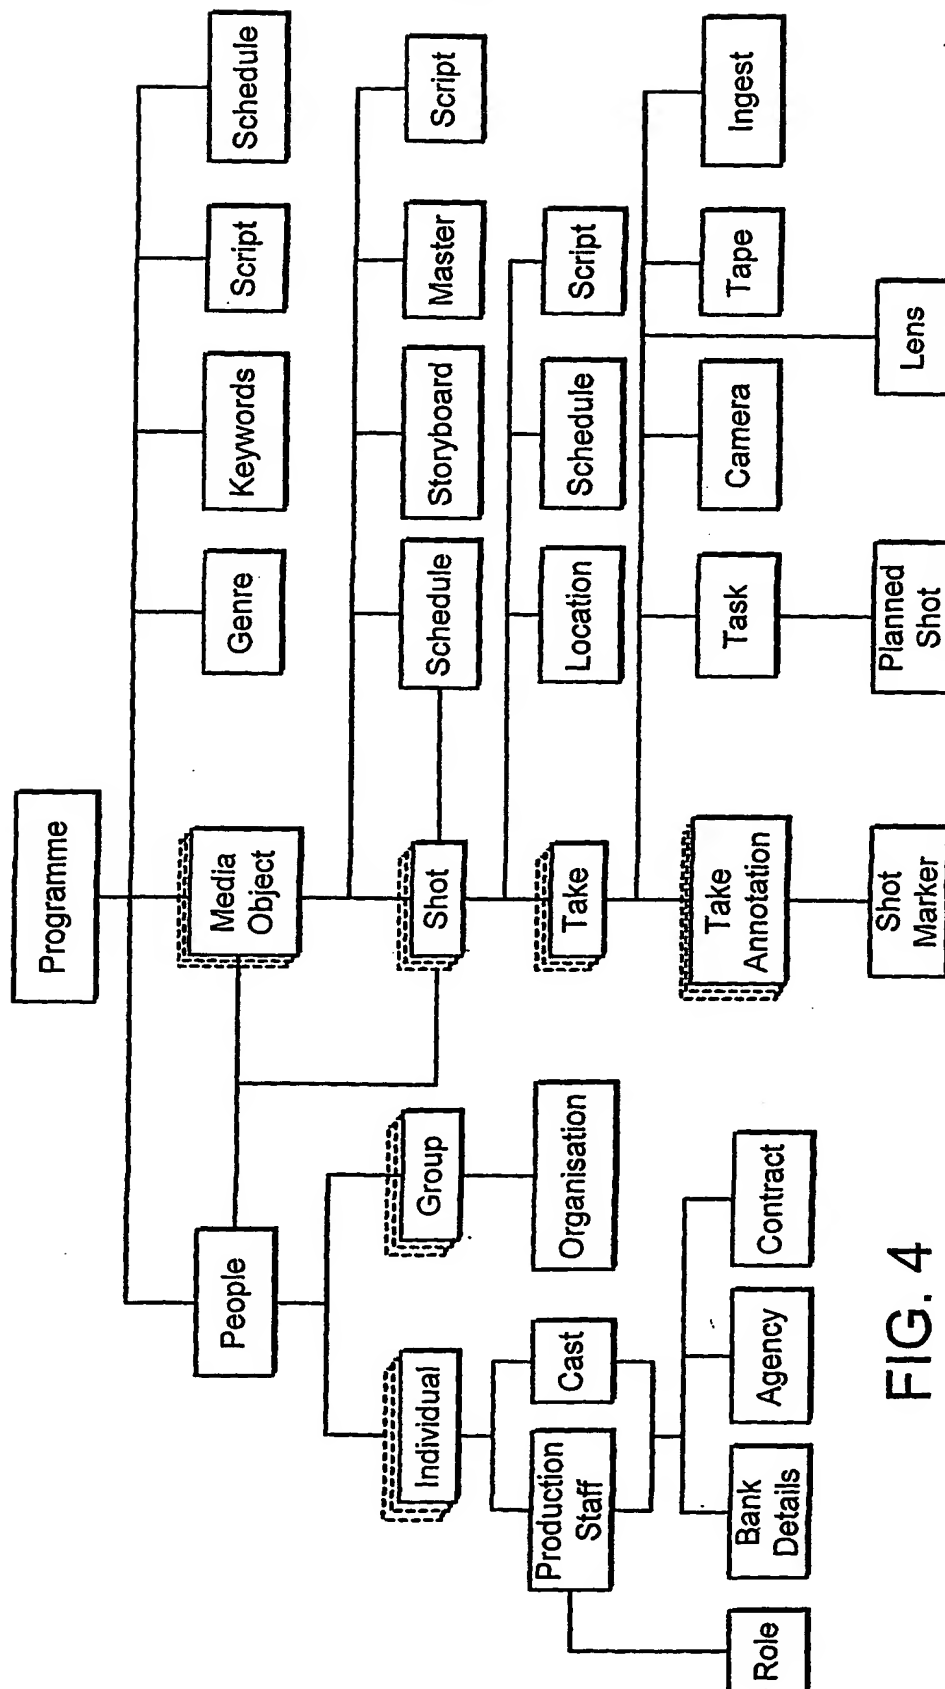 Programme
People
Media
Object
Genre
Keywords
Script
Schedule
Individual
Group
Shot
Schedule
Storyboard
Master
Script
Production
Staff
Cast
Organisation
Take
Location
Schedule
Script
Role
Bank
Details
Agency
Contract
Take
Annotation
Task
Camera
Tape
Ingest
Shot
Marker
Planned
Shot
Lens
FIG. 4